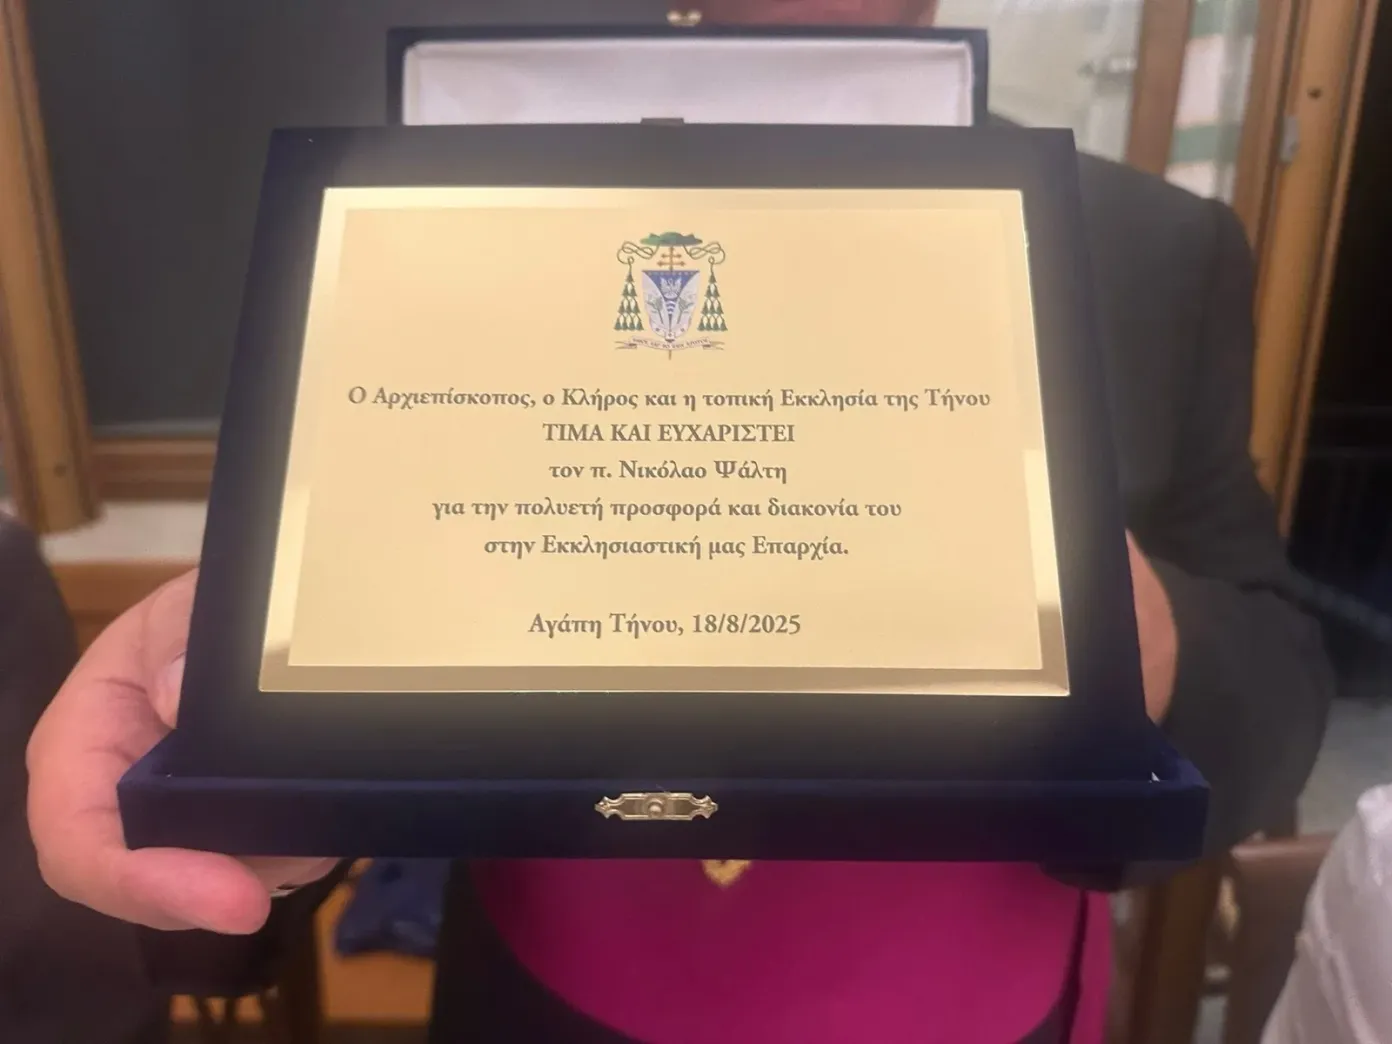 Ο Αρχιεπίσκοπος, ο Κλήρος και η τοπική Εκκλησία της Τήνου
ΤΙΜΑ ΚΑΙ ΕΥΧΑΡΙΣΤΕΙ
τον π. Νικόλαο Ψάλτη
για την πολυετή προσφορά και διακονία του
στην Εκκλησιαστική μας Επαρχία.
Αγάπη Τήνου, 18/8/2025